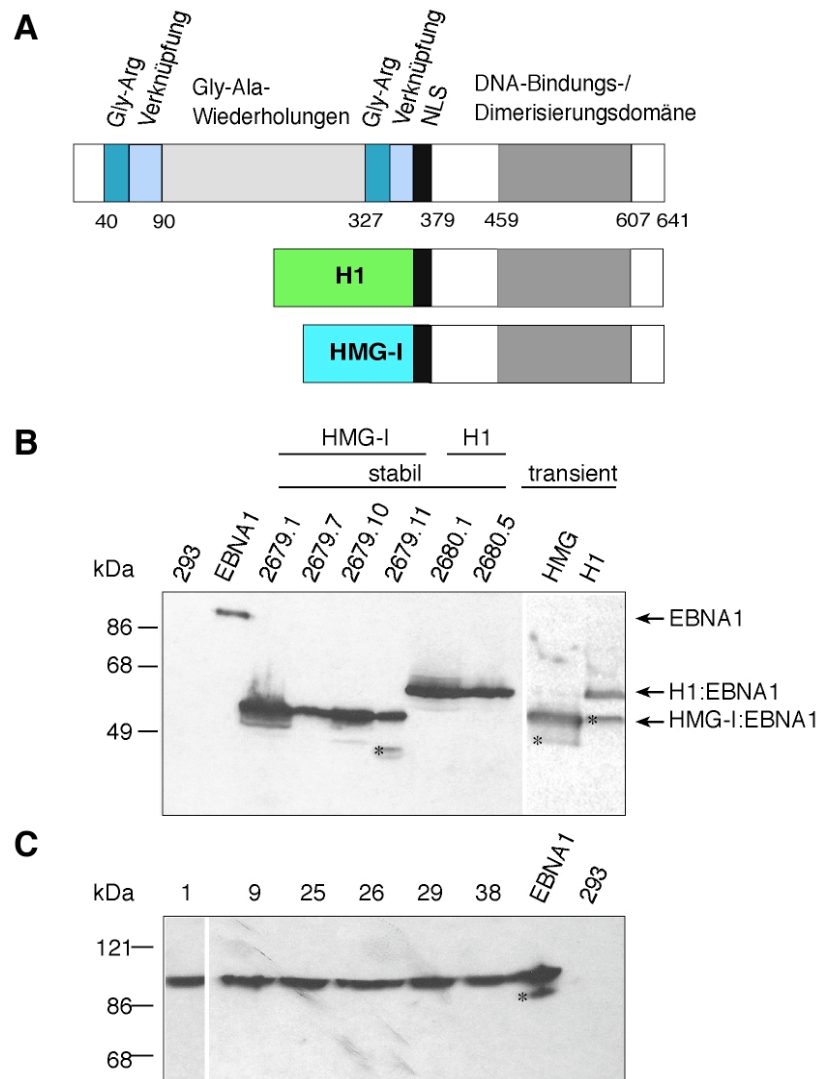 A
Gly-Arg
Verknüpfung
Gly-Ala-
Wiederholungen
Gly-Arg
Verknüpfung
NLS
DNA-Bindungs-/
Dimerisierungsdomäne
40 90 327 379 459 607 641
H1
HMG-I
B
HMG-I H1
stabil transient
kDa 293 EBNA1 2679.1 2679.7 2679.10 2679.11 2680.1 2680.5 HMG H1
86 EBNA1
68
H1:EBNA1
49 * HMG-I:EBNA1
* *
C
kDa 1 9 25 26 29 38 EBNA1 293
121
86 *
68